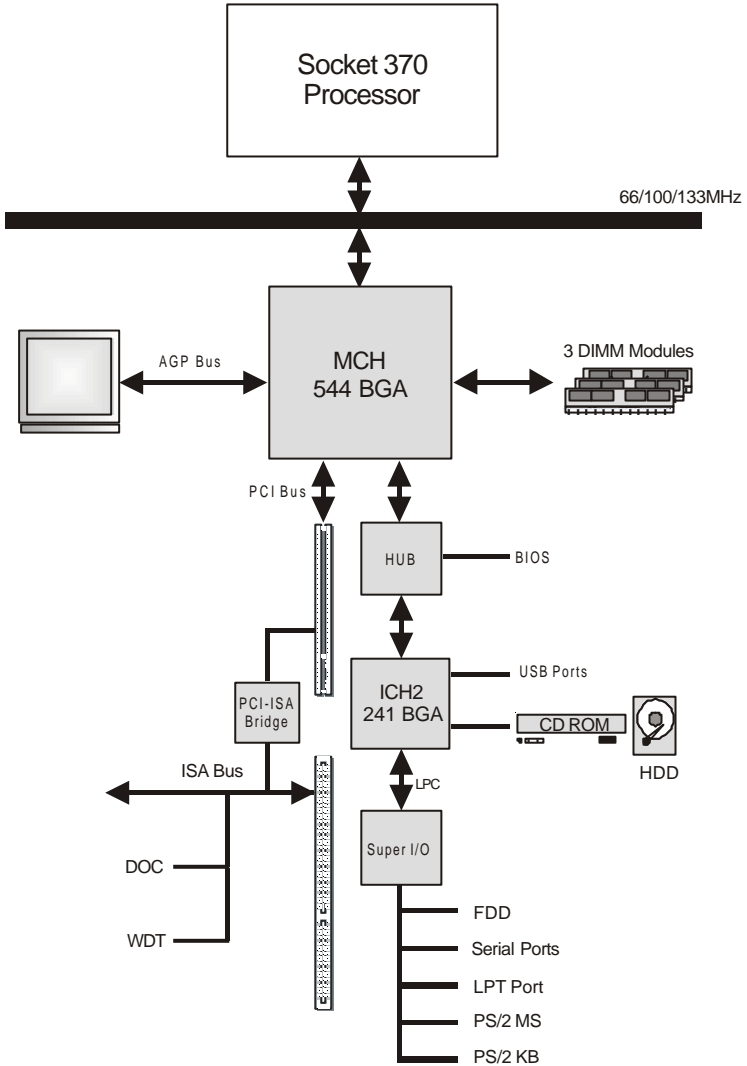 Socket 370
Processor
66/100/133MHz
AGP Bus
MCH
544 BGA
3 DIMM Modules
PCI Bus
HUB
BIOS
USB Ports
ICH2
241 BGA
CD ROM
HDD
PCI-ISA
Bridge
ISA Bus
LPC
Super I/O
DOC
WDT
FDD
Serial Ports
LPT Port
PS/2 MS
PS/2 KB